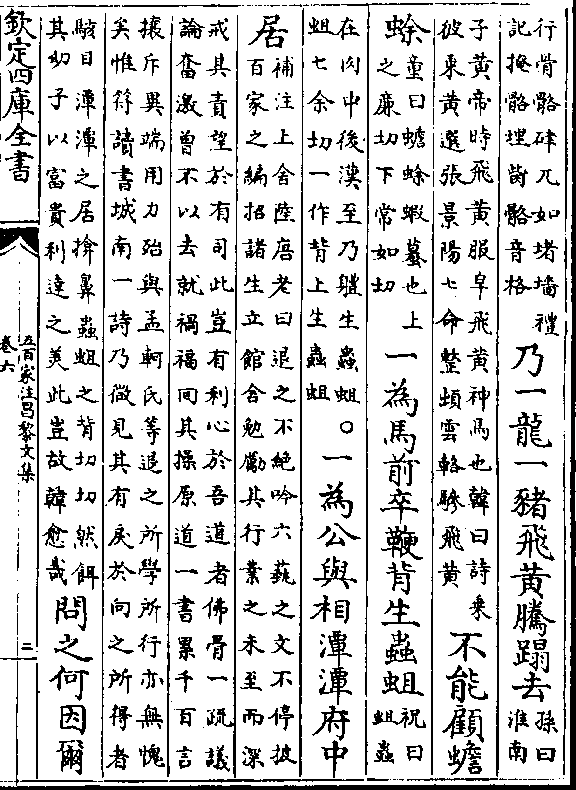 行骨骼硉兀如堵墻禮
記掩骼埋胔骼音格
乃一龍一豬飛黄騰踏去
孫曰
淮南
子黄帝時飛黄服皁飛黄神馬也韓曰詩乘
彼乘黄選張景陽七命整蝢雲輅驂飛黄
不能顧蟾
蜍
童曰蟾蜍蝦蟇也上
之廉切下常如切
一為馬前卒鞭背生蟲蛆
祝曰
蛆蟲
在肉中後漢至乃髓生蟲蛆
蛆七余切一作背上生蟲蛆
○一為公與相潭潭府中
居
補注上舍陸唐老曰退之不絶吟六藝之文不停披
百家之編招諸生立館舍勉勵其行業之未至而深
戒其責望於有司此豈有利心於吾道者佛骨一疏議
論奮激曾不以去就禍福回其操原道一書累千百言
攘斥異端用力殆與孟軻氏等退之所學所行亦無愧
矣惟符讀書城南一詩乃微見其有戾於向之所得者
駭目潭潭之居掩鼻蟲蛆之背切切然餌
其幼子以富貴利達之美此豈故韓愈哉
問之何因爾
欽定四庫全書
五百家注昌黎文集
卷六
二